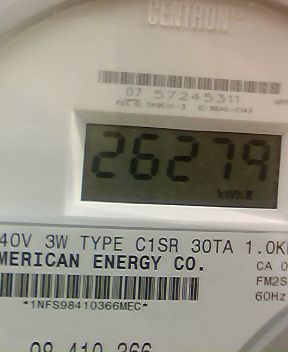 CENTRON®
07 57245311
26279
kWh
40V 3W TYPE C1SR 30TA 1.0K
MERICAN ENERGY CO.
CA 0
FM2S
60Hz
*1NFS98410366MEC*
98 410 366